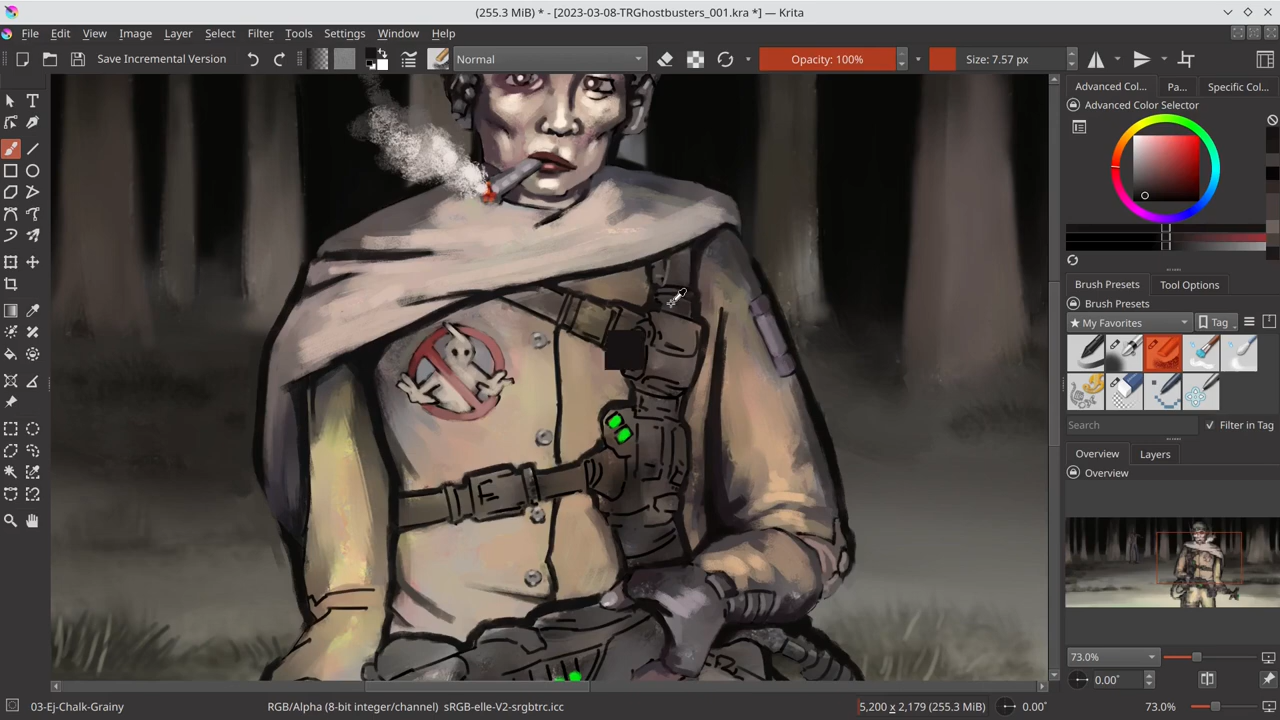 (255.3 MiB) * - [2023-03-08-TRGhostbusters_001.kra *] — Krita
File Edit View Image Layer Select Filter Tools Settings Window Help
Save Incremental Version Normal Opacity: 100% Size: 7.57 px
Advanced Col... Pa... Specific Col...
Advanced Color Selector
Brush Presets Tool Options
Brush Presets
★ My Favorites Tag
Search Filter in Tag
Overview Layers
Overview
73.0%
0.00°
03-Ej-Chalk-Grainy RGB/Alpha (8-bit integer/channel) sRGB-elle-V2-srgbtrc.icc 5,200 x 2,179 (255.3 MiB) 0.00° 73.0%